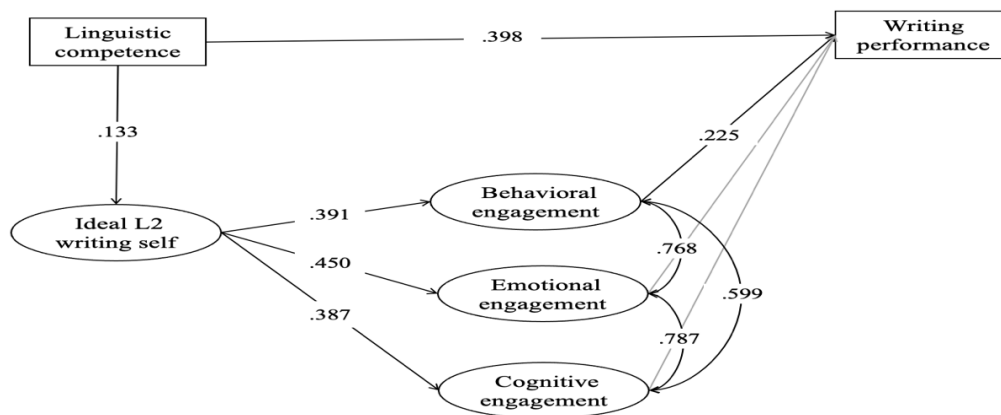 Linguistic
competence
.398
Writing
performance
.133
.225
Behavioral
engagement
.391
Ideal L2
writing self
.768
.450
Emotional
engagement
.599
.387
.787
Cognitive
engagement